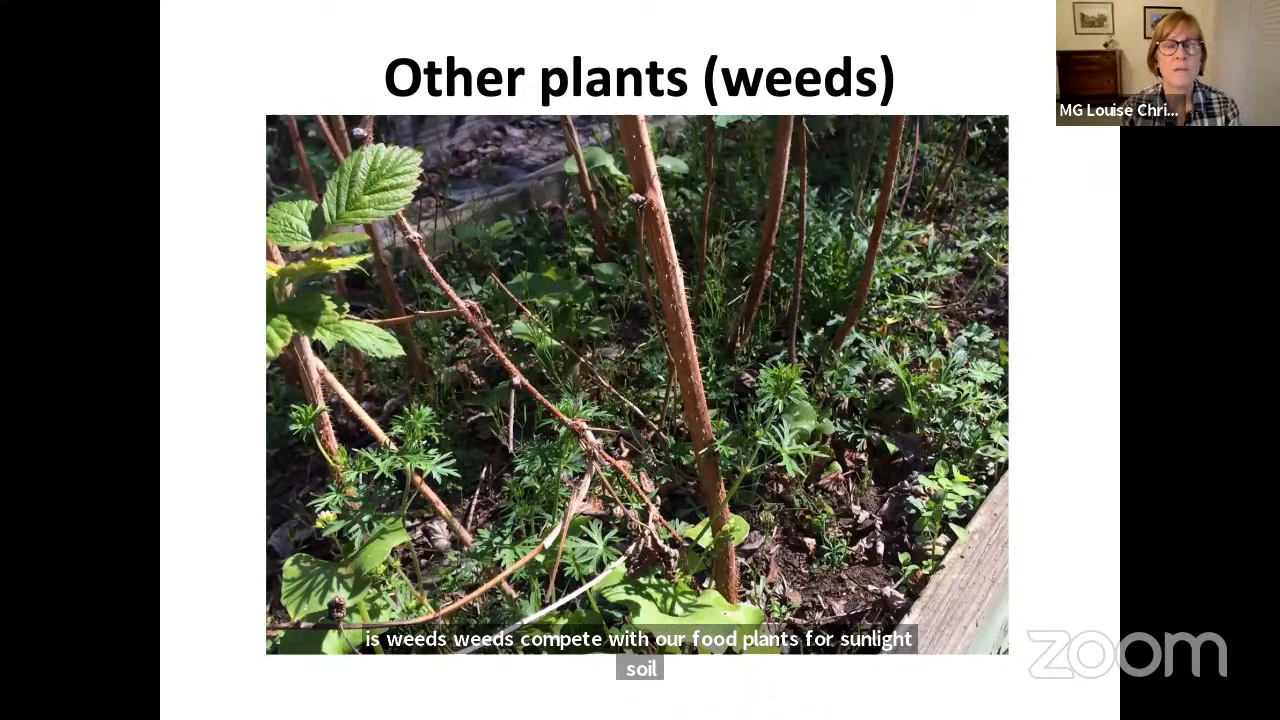 Other plants (weeds)
MG Louise Chri...
is weeds weeds compete with our food plants for sunlight
soil
zoom